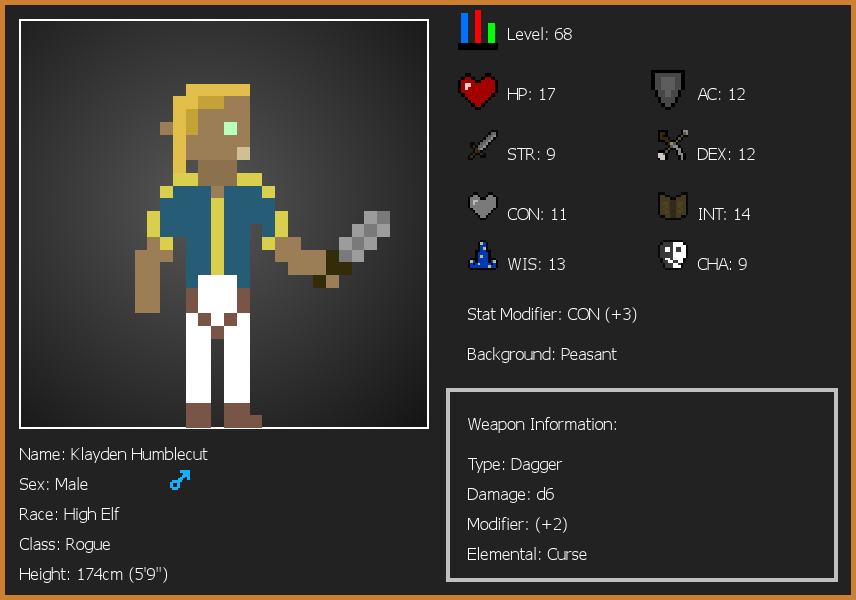 Level: 68
HP: 17
AC: 12
STR: 9
DEX: 12
CON: 11
INT: 14
WIS: 13
CHA: 9
Stat Modifier: CON (+3)
Background: Peasant
Weapon Information:
Type: Dagger
Damage: d6
Modifier: (+2)
Elemental: Curse
Name: Klayden Humblecut
Sex: Male
Race: High Elf
Class: Rogue
Height: 174cm (5'9")